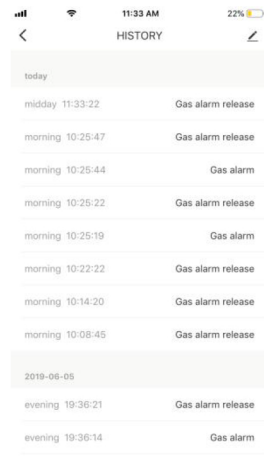 11:33 AM 22%
HISTORY
today
midday 11:33:22 Gas alarm release
morning 10:25:47 Gas alarm release
morning 10:25:44 Gas alarm
morning 10:25:22 Gas alarm release
morning 10:25:19 Gas alarm
morning 10:22:22 Gas alarm release
morning 10:14:20 Gas alarm release
morning 10:08:45 Gas alarm release
2019-06-05
evening 19:36:21 Gas alarm release
evening 19:36:14 Gas alarm